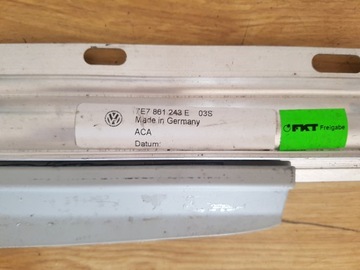 7E7 861 243 E 03S
Made in Germany
ACA
Datum:
FKT Freigabe